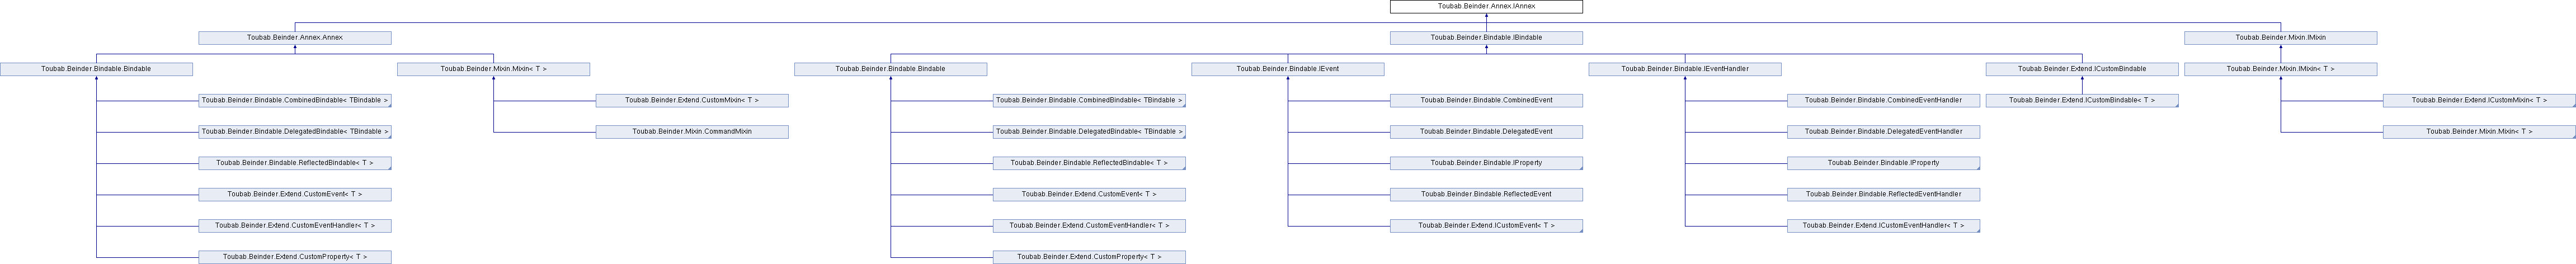 Toubab.Beinder.Annex.IAnnex
Toubab.Beinder.Annex.Annex
Toubab.Beinder.Bindable.IBindable
Toubab.Beinder.Mixin.IMixin
Toubab.Beinder.Bindable.Bindable
Toubab.Beinder.Mixin.Mixin< T >
Toubab.Beinder.Bindable.Bindable
Toubab.Beinder.Bindable.IEvent
Toubab.Beinder.Bindable.IEventHandler
Toubab.Beinder.Extend.ICustomBindable
Toubab.Beinder.Mixin.IMixin< T >
Toubab.Beinder.Bindable.CombinedBindable< TBindable >
Toubab.Beinder.Extend.CustomMixin< T >
Toubab.Beinder.Bindable.CombinedBindable< TBindable >
Toubab.Beinder.Bindable.CombinedEvent
Toubab.Beinder.Bindable.CombinedEventHandler
Toubab.Beinder.Extend.ICustomBindable< T >
Toubab.Beinder.Extend.ICustomMixin< T >
Toubab.Beinder.Bindable.DelegatedBindable< TBindable >
Toubab.Beinder.Mixin.CommandMixin
Toubab.Beinder.Bindable.DelegatedBindable< TBindable >
Toubab.Beinder.Bindable.DelegatedEvent
Toubab.Beinder.Bindable.DelegatedEventHandler
Toubab.Beinder.Mixin.Mixin< T >
Toubab.Beinder.Bindable.ReflectedBindable< T >
Toubab.Beinder.Bindable.ReflectedBindable< T >
Toubab.Beinder.Bindable.IProperty
Toubab.Beinder.Bindable.IProperty
Toubab.Beinder.Extend.CustomEvent< T >
Toubab.Beinder.Extend.CustomEvent< T >
Toubab.Beinder.Bindable.ReflectedEvent
Toubab.Beinder.Bindable.ReflectedEventHandler
Toubab.Beinder.Extend.CustomEventHandler< T >
Toubab.Beinder.Extend.CustomEventHandler< T >
Toubab.Beinder.Extend.ICustomEvent< T >
Toubab.Beinder.Extend.ICustomEventHandler< T >
Toubab.Beinder.Extend.CustomProperty< T >
Toubab.Beinder.Extend.CustomProperty< T >